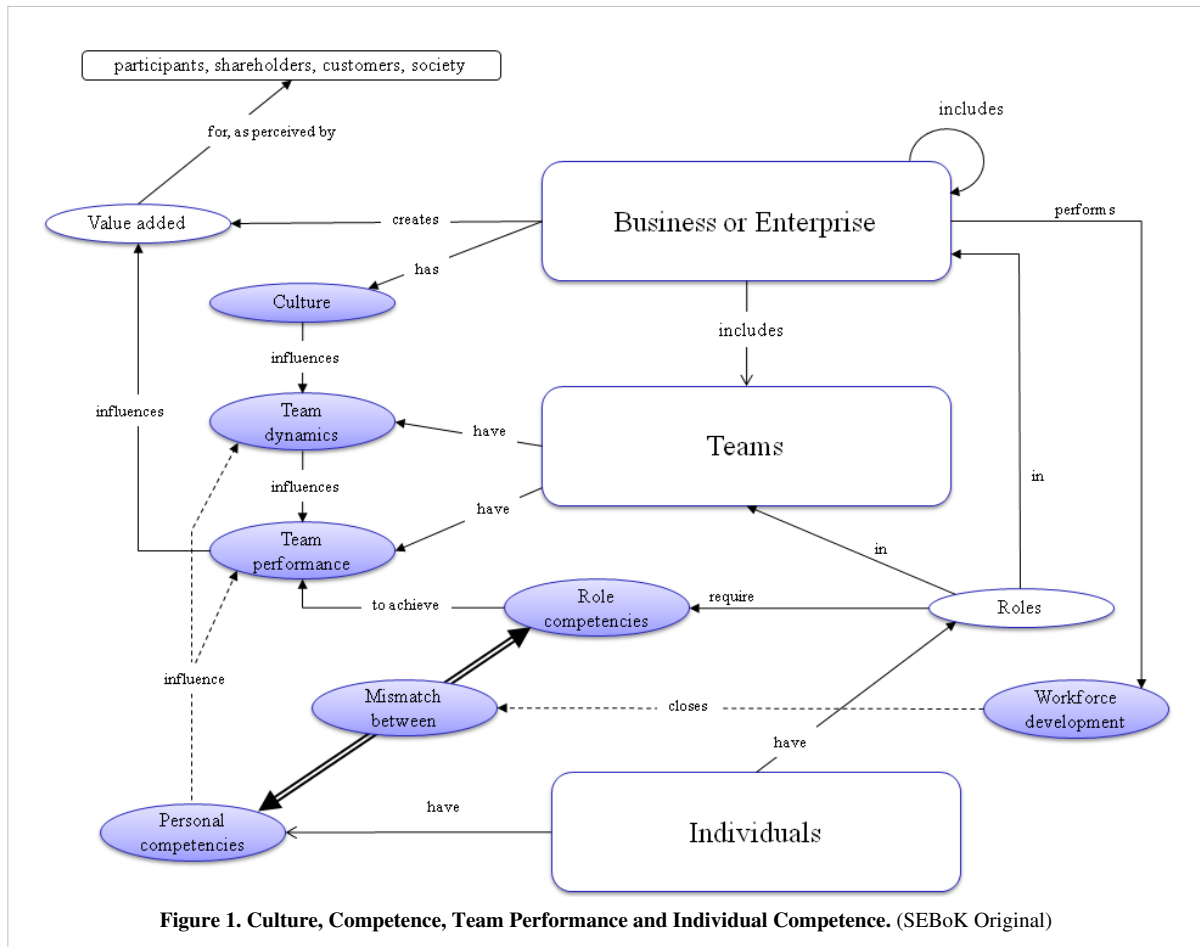 participants, shareholders, customers, society
for, as perceived by
includes
Business or Enterprise
Value added
creates
performs
has
Culture
includes
influences
influences
Team
dynamics
have
Teams
influences
have
in
Team
performance
in
to achieve
Role
competencies
require
Roles
influence
Mismatch
between
closes
Workforce
development
have
Personal
competencies
have
Individuals
Figure 1. Culture, Competence, Team Performance and Individual Competence. (SEBoK Original)